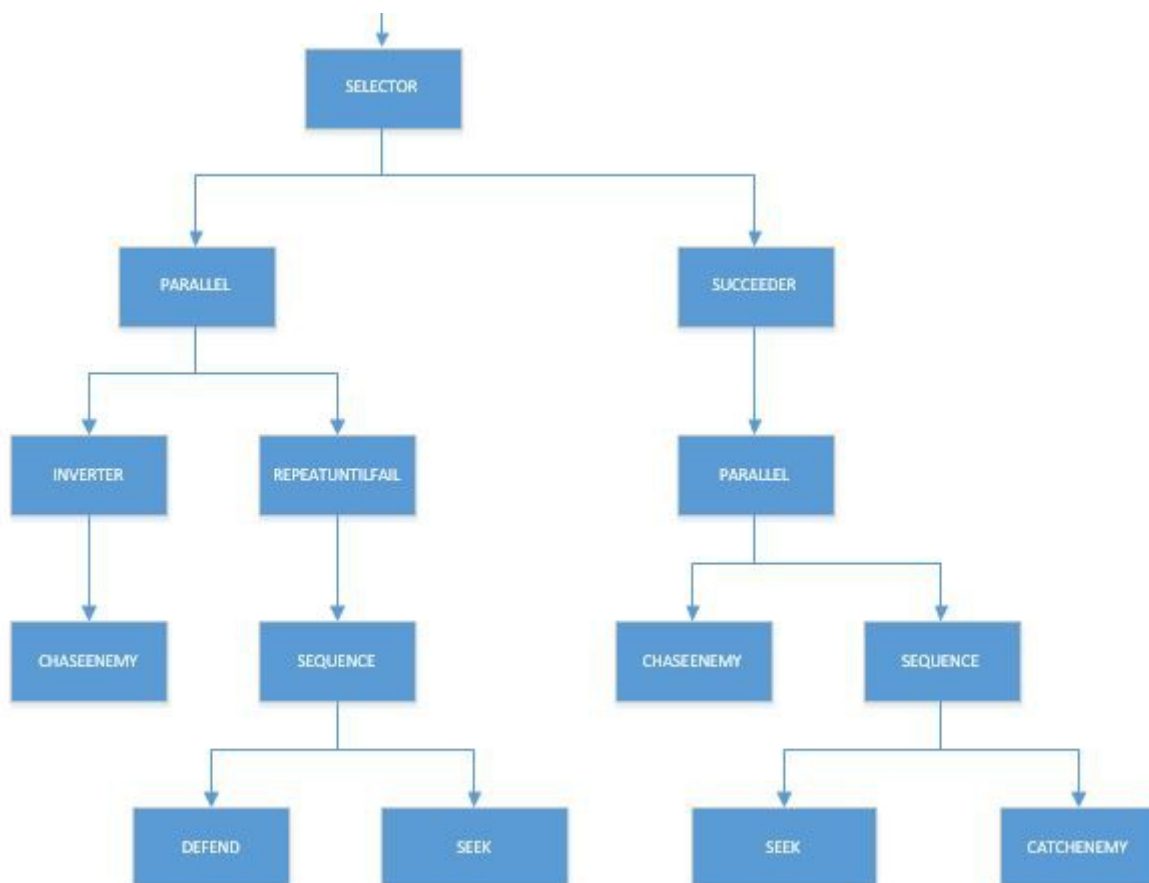 SELECTOR
PARALLEL
SUCCEEDER
INVERTER
REPEATUNTILFAIL
PARALLEL
CHASEENEMY
SEQUENCE
CHASEENEMY
SEQUENCE
DEFEND
SEEK
SEEK
CATCHENEMY